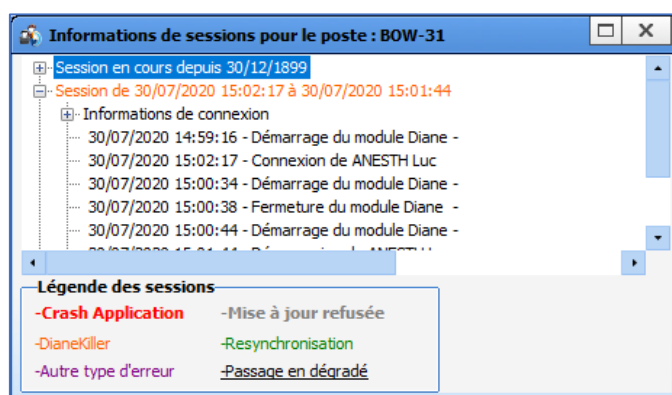 Informations de sessions pour le poste : BOW-31
Session en cours depuis 30/12/1899
Session de 30/07/2020 15:02:17 à 30/07/2020 15:01:44
Informations de connexion
30/07/2020 14:59:16 - Démarrage du module Diane -
30/07/2020 15:02:17 - Connexion de ANESTH Luc
30/07/2020 15:00:34 - Démarrage du module Diane -
30/07/2020 15:00:38 - Fermeture du module Diane -
30/07/2020 15:00:44 - Démarrage du module Diane -
Légende des sessions
-Crash Application -Mise à jour refusée
-DianeKiller -Resynchronisation
-Autre type d'erreur -Passage en dégradé